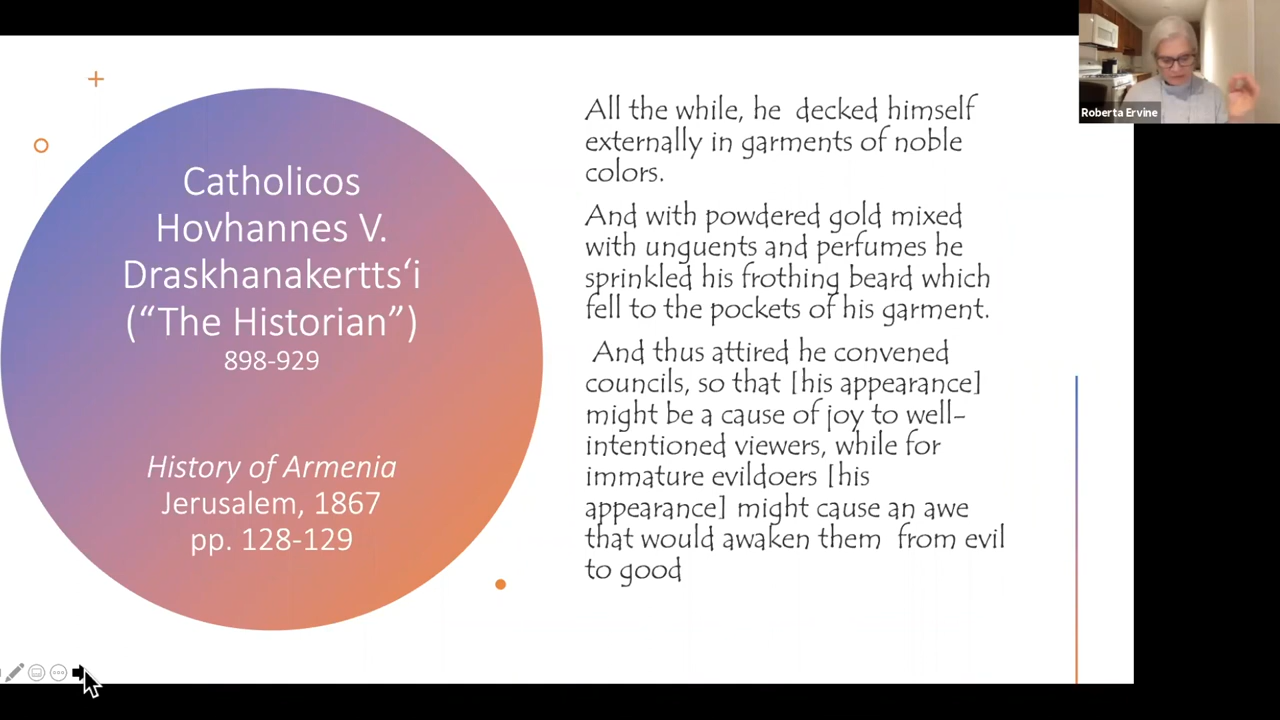 Catholicos
Hovhannes V.
Draskhanakertts‘i
(“The Historian”)
898-929
History of Armenia
Jerusalem, 1867
pp. 128-129
All the while, he  decked himself
externally in garments of noble
colors.
And with powdered gold mixed
with unguents and perfumes he
sprinkled his frothing beard which
fell to the pockets of his garment.
And thus attired he convened
councils, so that [his appearance]
might be a cause of joy to well-
intentioned viewers, while for
immature evildoers [his
appearance] might cause an awe
that would awaken them  from evil
to good
Roberta Ervine